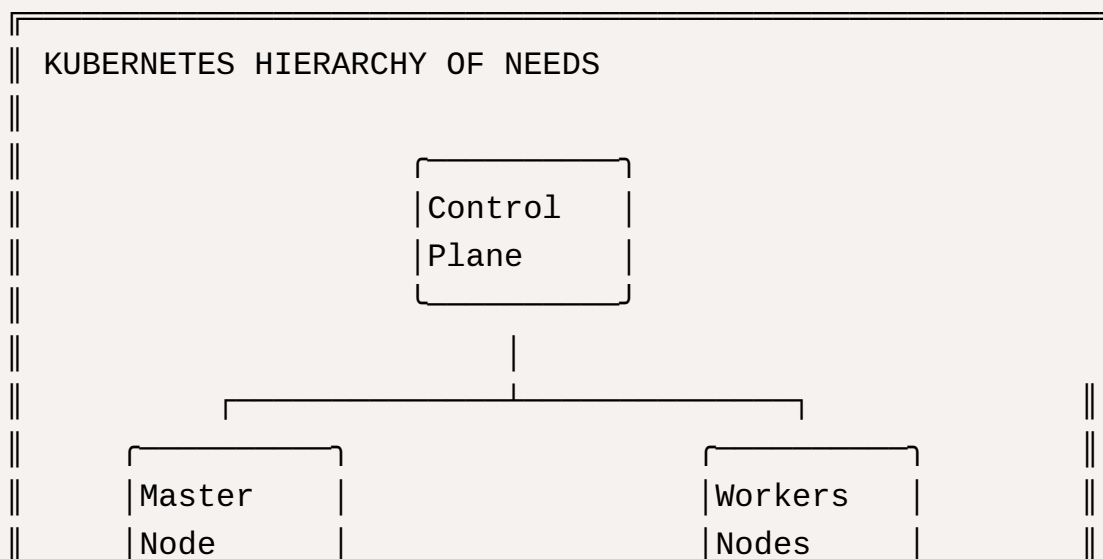 KUBERNETES HIERARCHY OF NEEDS
Control
Plane
Master
Node
Workers
Nodes